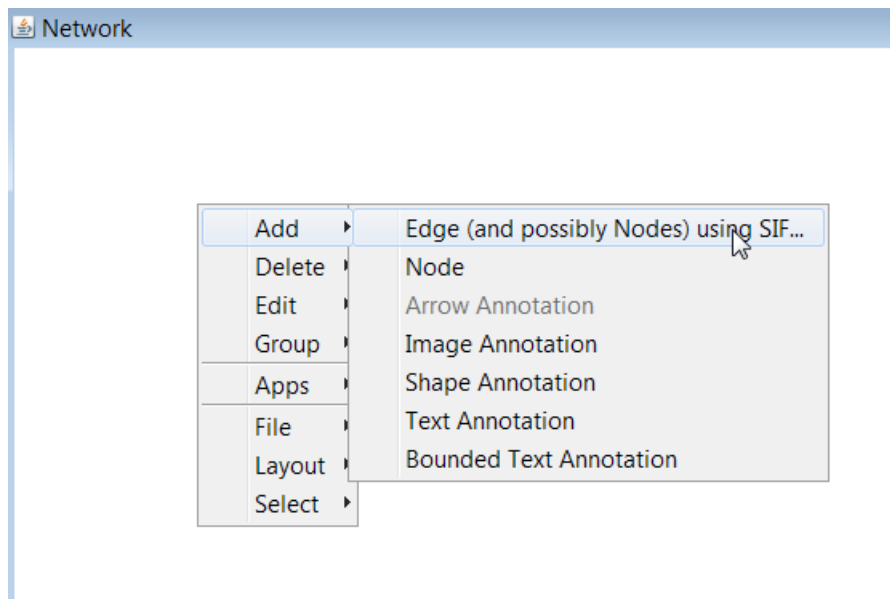 Network
Add
Delete
Edit
Group
Apps
File
Layout
Select
Edge (and possibly Nodes) using SIF...
Node
Arrow Annotation
Image Annotation
Shape Annotation
Text Annotation
Bounded Text Annotation